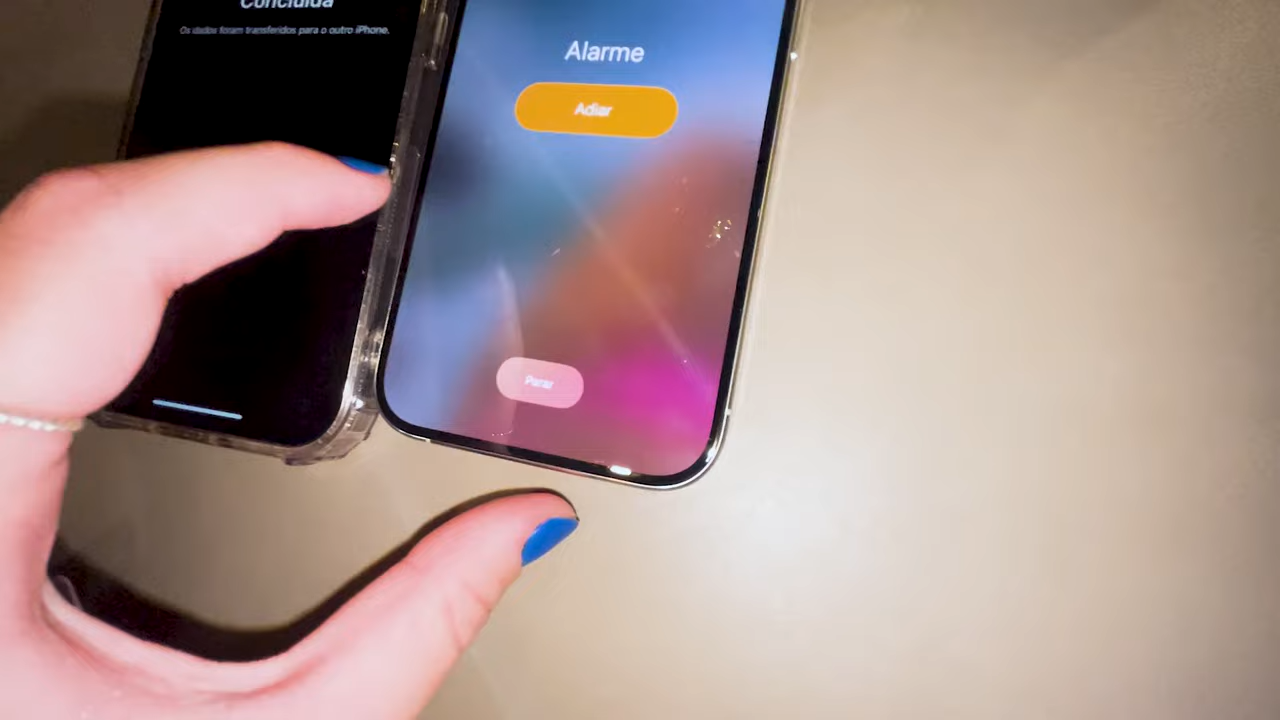 Concluída
Os dados foram transferidos para o outro iPhone.
Alarme
Adiar
Parar